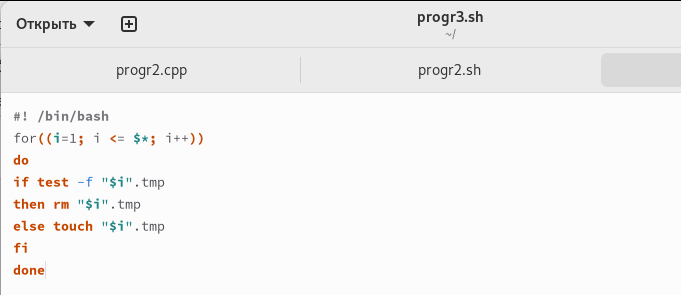 Открыть
progr3.sh
~/
progr2.cpp
progr2.sh
#! /bin/bash
for((i=1; i <= $*; i++))
do
if test -f "$i".tmp
then rm "$i".tmp
else touch "$i".tmp
fi
done